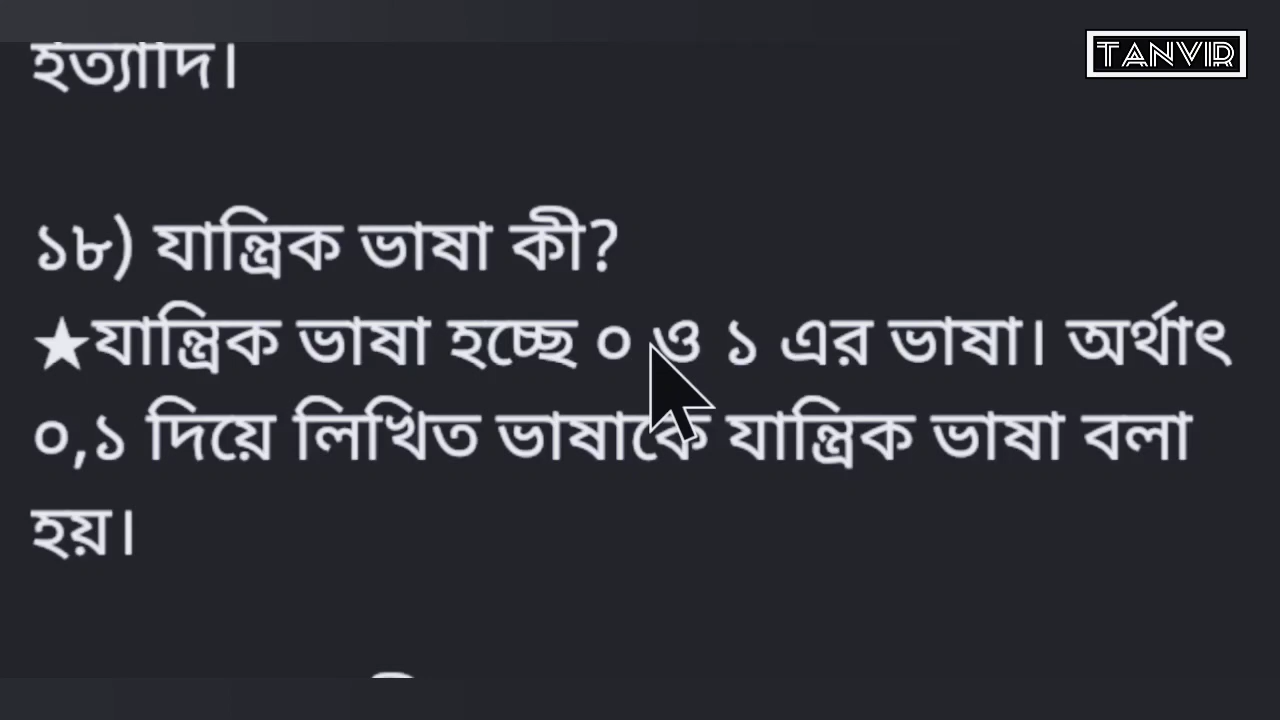 ইত্যাদি।
TANVIR
১৮) যান্ত্রিক ভাষা কী?
★যান্ত্রিক ভাষা হচ্ছে ০ ও ১ এর ভাষা। অর্থাৎ
০,১ দিয়ে লিখিত ভাষাকে যান্ত্রিক ভাষা বলা
হয়।